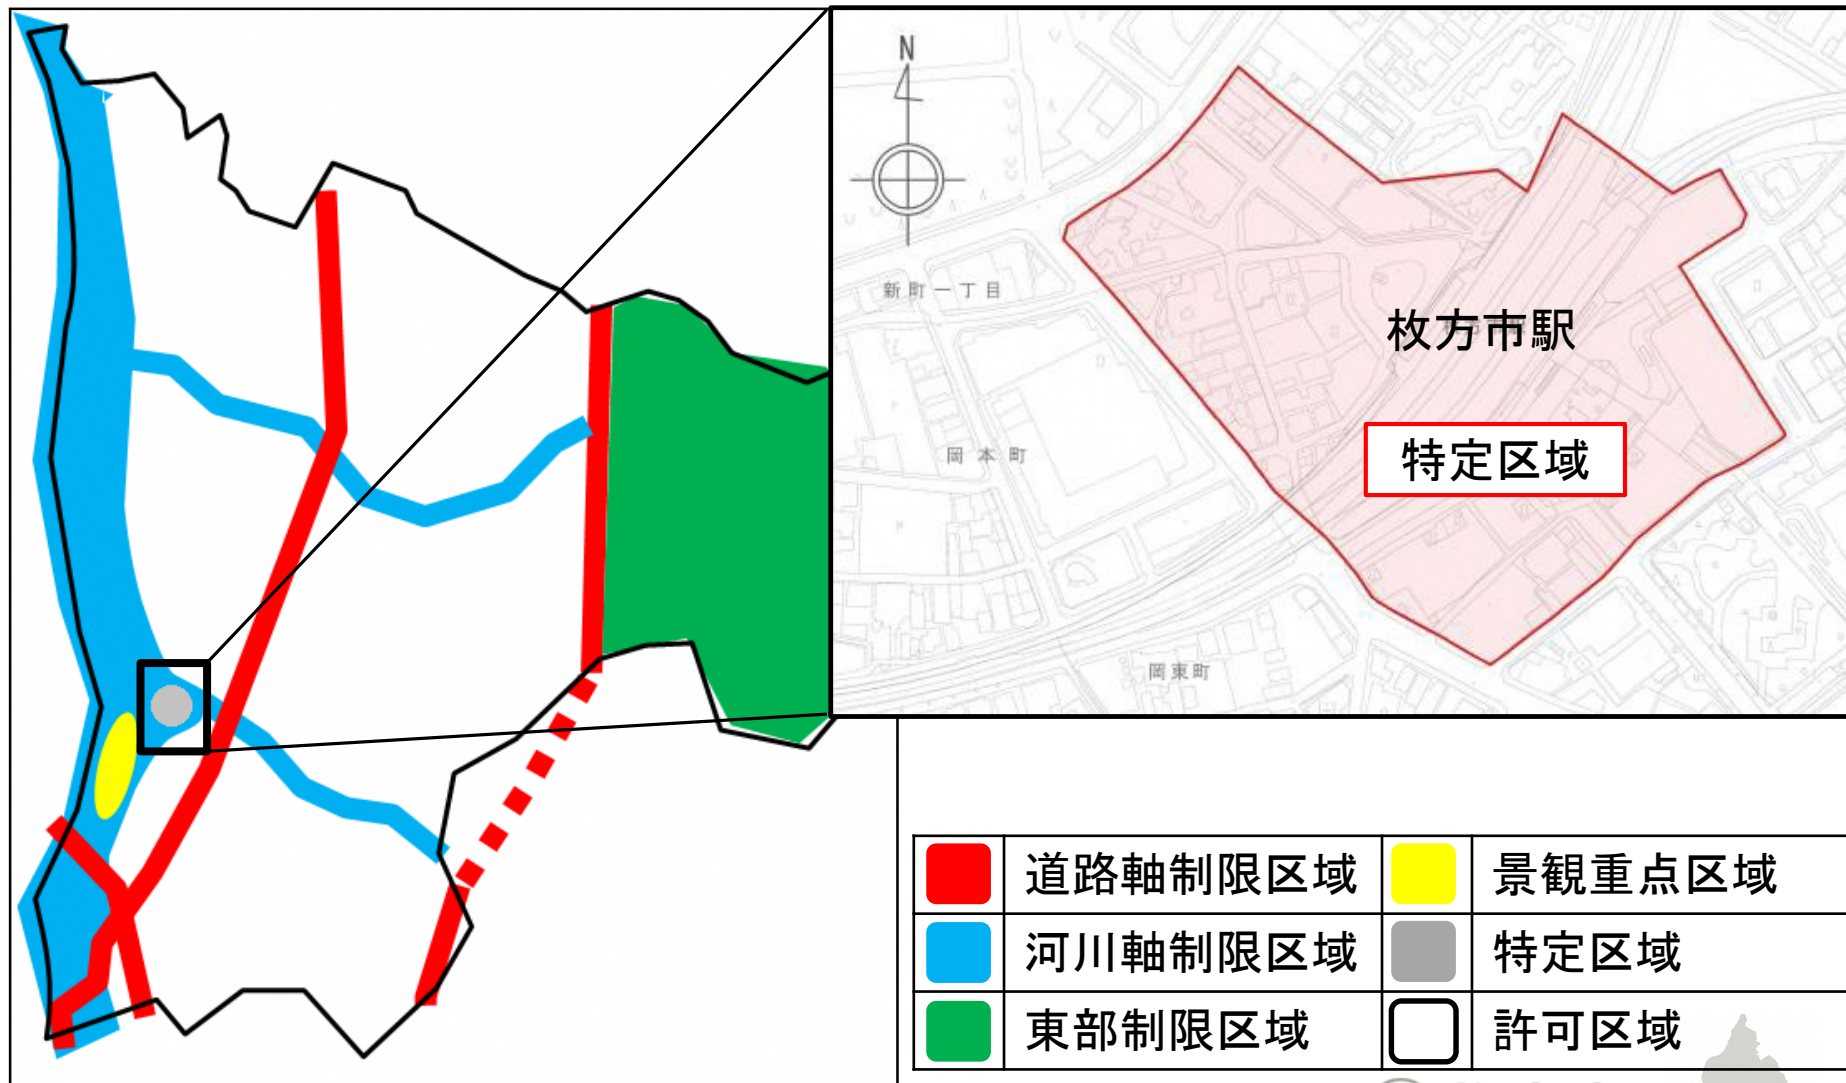 N
新町一丁目
枚方市駅
岡本町
特定区域
岡東町
道路軸制限区域
景観重点区域
河川軸制限区域
特定区域
東部制限区域
許可区域